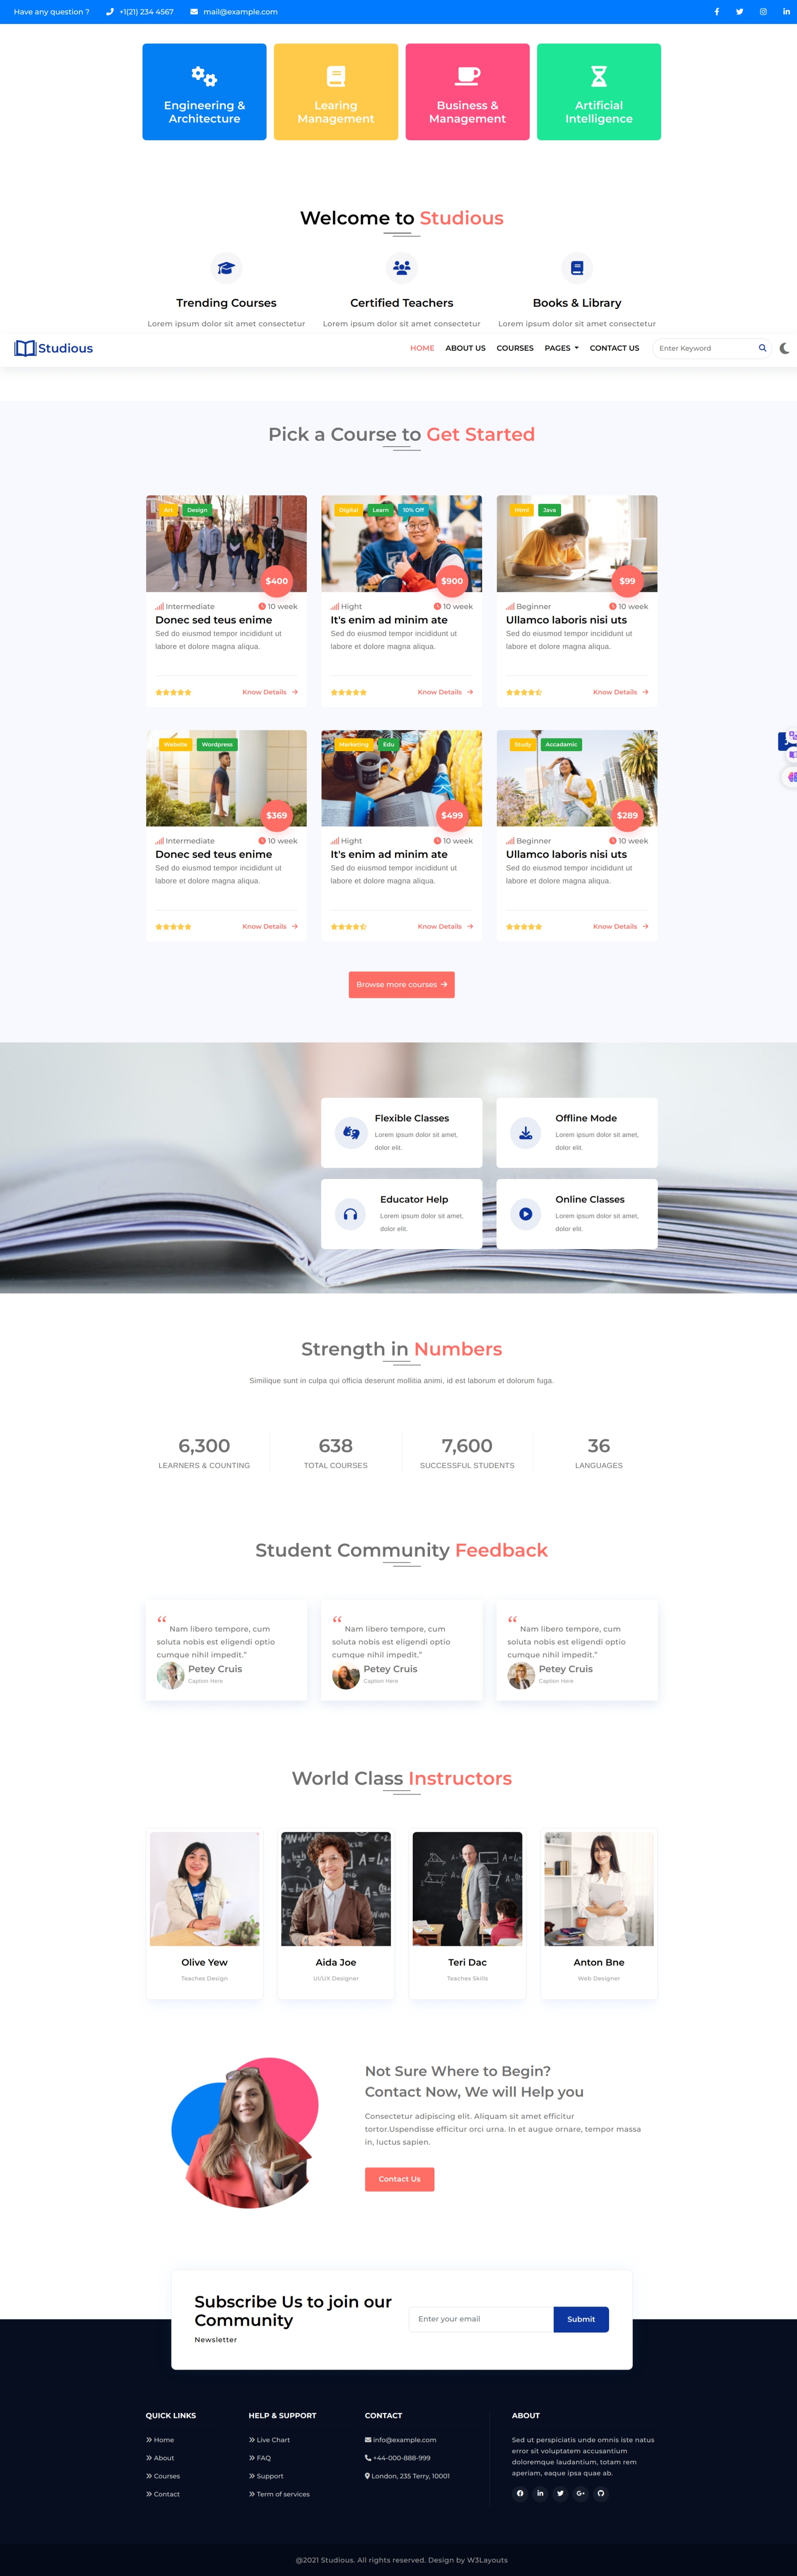 Have any question ? +1(21) 234 4567 mail@example.com
Engineering &
Architecture
Learing
Management
Business &
Management
Artificial
Intelligence
Welcome to Studious
Trending Courses
Lorem ipsum dolor sit amet consectetur
Certified Teachers
Lorem ipsum dolor sit amet consectetur
Books & Library
Lorem ipsum dolor sit amet consectetur
Studious HOME ABOUT US COURSES PAGES CONTACT US Enter Keyword
Pick a Course to Get Started
Art Design
$400
Intermediate 10 week
Donec sed teus enime
Sed do eiusmod tempor incididunt ut
labore et dolore magna aliqua.
Know Details
Digital Learn 10% Off
$900
Hight 10 week
It's enim ad minim ate
Sed do eiusmod tempor incididunt ut
labore et dolore magna aliqua.
Know Details
Html Java
$99
Beginner 10 week
Ullamco laboris nisi uts
Sed do eiusmod tempor incididunt ut
labore et dolore magna aliqua.
Know Details
Website Wordpress
$369
Intermediate 10 week
Donec sed teus enime
Sed do eiusmod tempor incididunt ut
labore et dolore magna aliqua.
Know Details
Marketing Edu
$499
Hight 10 week
It's enim ad minim ate
Sed do eiusmod tempor incididunt ut
labore et dolore magna aliqua.
Know Details
Study Accadamic
$289
Beginner 10 week
Ullamco laboris nisi uts
Sed do eiusmod tempor incididunt ut
labore et dolore magna aliqua.
Know Details
Browse more courses
Flexible Classes
Lorem ipsum dolor sit amet,
dolor elit.
Offline Mode
Lorem ipsum dolor sit amet,
dolor elit.
Educator Help
Lorem ipsum dolor sit amet,
dolor elit.
Online Classes
Lorem ipsum dolor sit amet,
dolor elit.
Strength in Numbers
Similique sunt in culpa qui officia deserunt mollitia animi, id est laborum et dolorum fuga.
6,300
LEARNERS & COUNTING
638
TOTAL COURSES
7,600
SUCCESSFUL STUDENTS
36
LANGUAGES
Student Community Feedback
“ Nam libero tempore, cum
soluta nobis est eligendi optio
cumque nihil impedit.”
Petey Cruis
Caption Here
“ Nam libero tempore, cum
soluta nobis est eligendi optio
cumque nihil impedit.”
Petey Cruis
Caption Here
“ Nam libero tempore, cum
soluta nobis est eligendi optio
cumque nihil impedit.”
Petey Cruis
Caption Here
World Class Instructors
Olive Yew
Teaches Design
Aida Joe
UI/UX Designer
Teri Dac
Teaches Skills
Anton Bne
Web Designer
Not Sure Where to Begin?
Contact Now, We will Help you
Consectetur adipiscing elit. Aliquam sit amet efficitur
tortor.Uspendisse efficitur orci urna. In et augue ornare, tempor massa
in, luctus sapien.
Contact Us
Subscribe Us to join our
Community
Newsletter
Enter your email Submit
QUICK LINKS
Home
About
Courses
Contact
HELP & SUPPORT
Live Chart
FAQ
Support
Term of services
CONTACT
info@example.com
+44-000-888-999
London, 235 Terry, 10001
ABOUT
Sed ut perspiciatis unde omnis iste natus
error sit voluptatem accusantium
doloremque laudantium, totam rem
aperiam, eaque ipsa quae ab.
@2021 Studious. All rights reserved. Design by W3Layouts